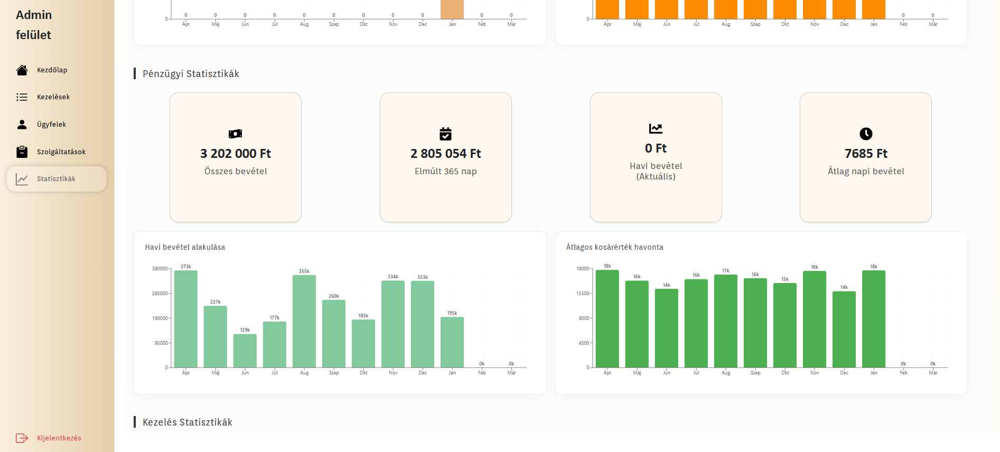 Admin
felület
Kezdőlap
Kezelések
Ügyfelek
Szolgáltatások
Statisztikák
Kijelentkezés
0 0 0 0 0 0 0 0 0 0 0
0
Ápr Máj Jún Júl Aug Szep Okt Nov Dec Jan Feb Már
0 0
0
Ápr Máj Jún Júl Aug Szep Okt Nov Dec Jan Feb Már
Pénzügyi Statisztikák
3 202 000 Ft
Összes bevétel
2 805 054 Ft
Elmúlt 365 nap
0 Ft
Havi bevétel
(Aktuális)
7685 Ft
Átlag napi bevétel
Havi bevétel alakulása
380000
285000
190000
95000
0
373k 237k 129k 177k 355k 260k 185k 334k 333k 195k 0k 0k
Ápr Máj Jún Júl Aug Szep Okt Nov Dec Jan Feb Már
Átlagos kosárérték havonta
18000
13500
9000
4500
0
18k 16k 14k 16k 17k 16k 15k 18k 14k 18k 0k 0k
Ápr Máj Jún Júl Aug Szep Okt Nov Dec Jan Feb Már
Kezelés Statisztikák